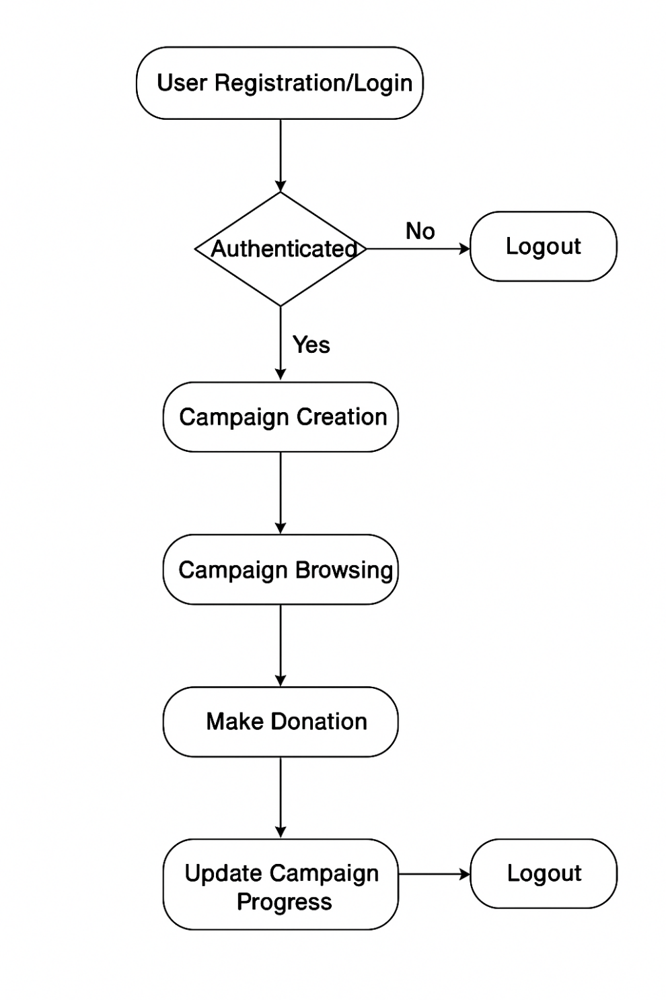 User Registration/Login
Authenticated
No
Logout
Yes
Campaign Creation
Campaign Browsing
Make Donation
Update Campaign
Progress
Logout